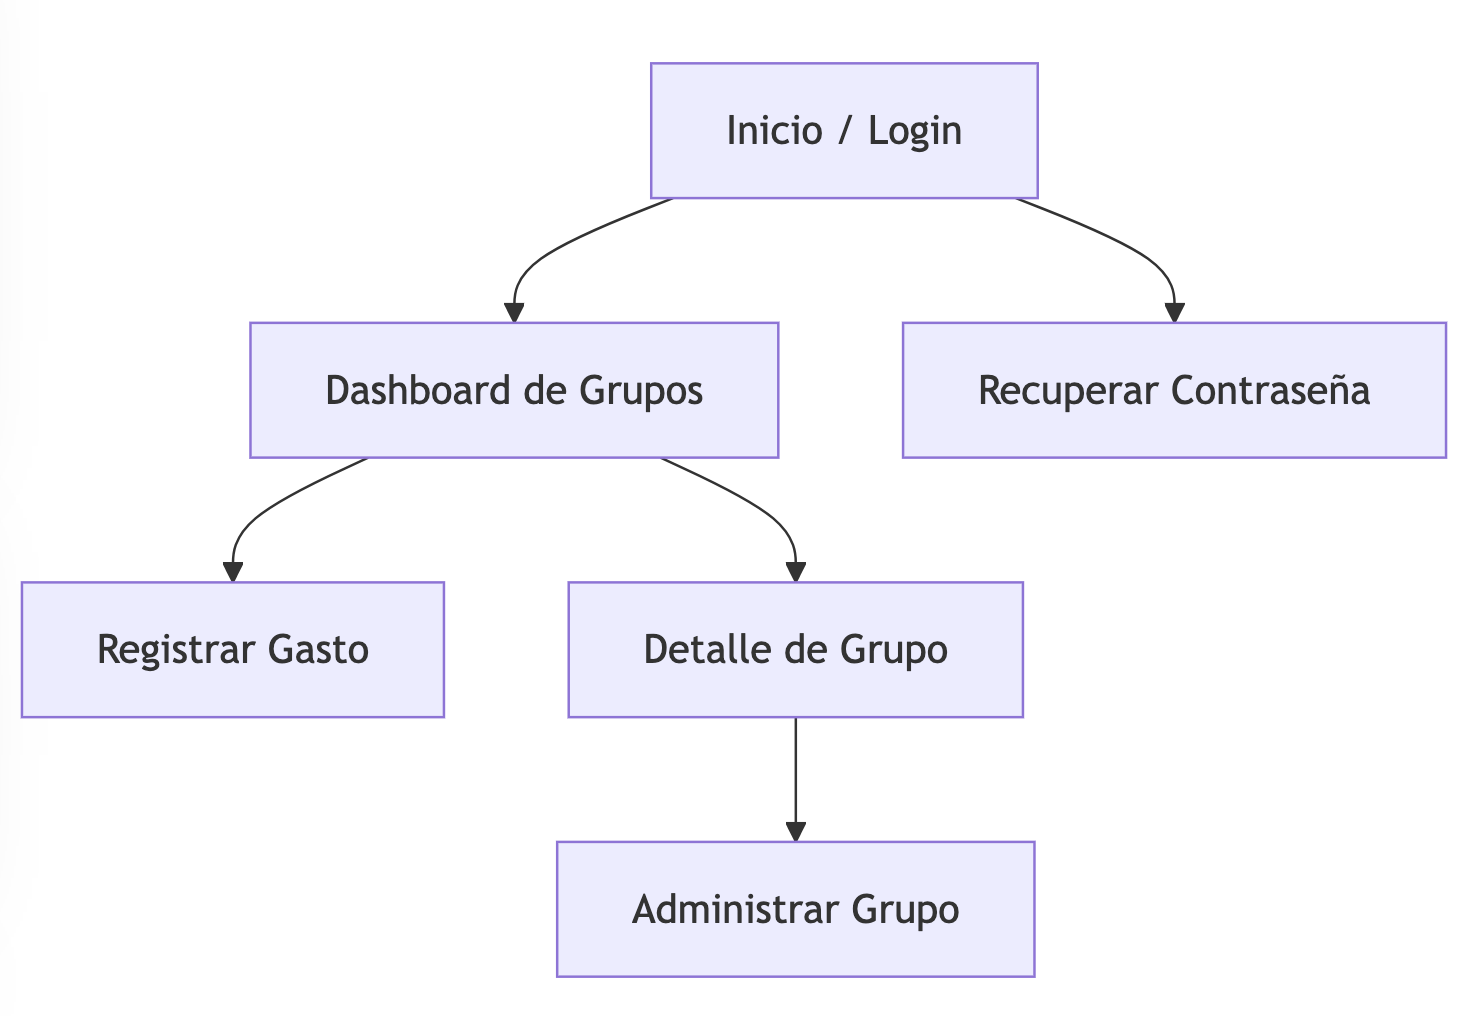 Inicio / Login
Dashboard de Grupos
Recuperar Contraseña
Registrar Gasto
Detalle de Grupo
Administrar Grupo